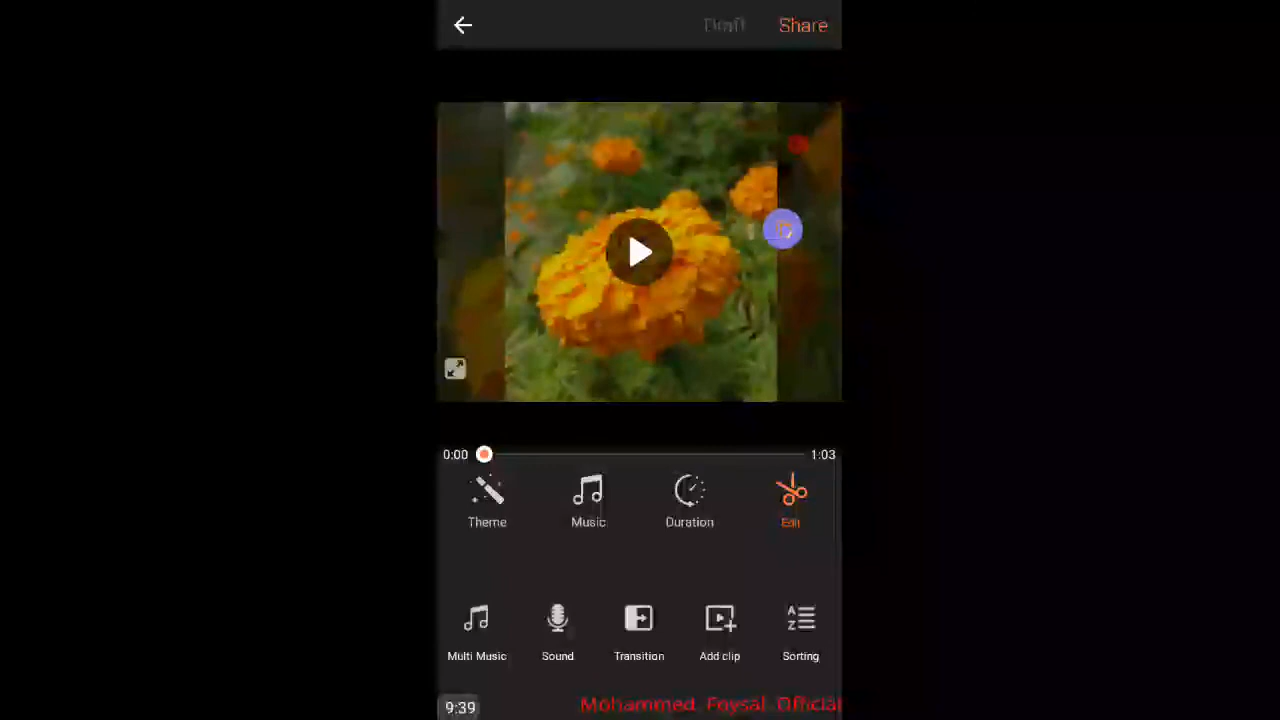 Draft Share
0:00 1:03
Theme Music Duration Edit
Multi Music Sound Transition Add clip Sorting
9:39 Mohammed Foysal Official